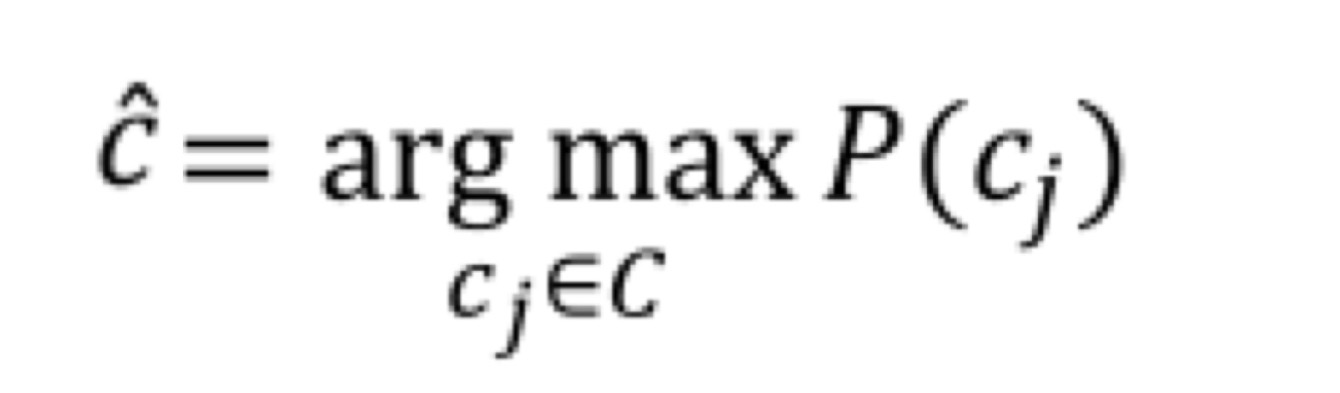 ĉ = arg max P(c_j)
c_j∈C